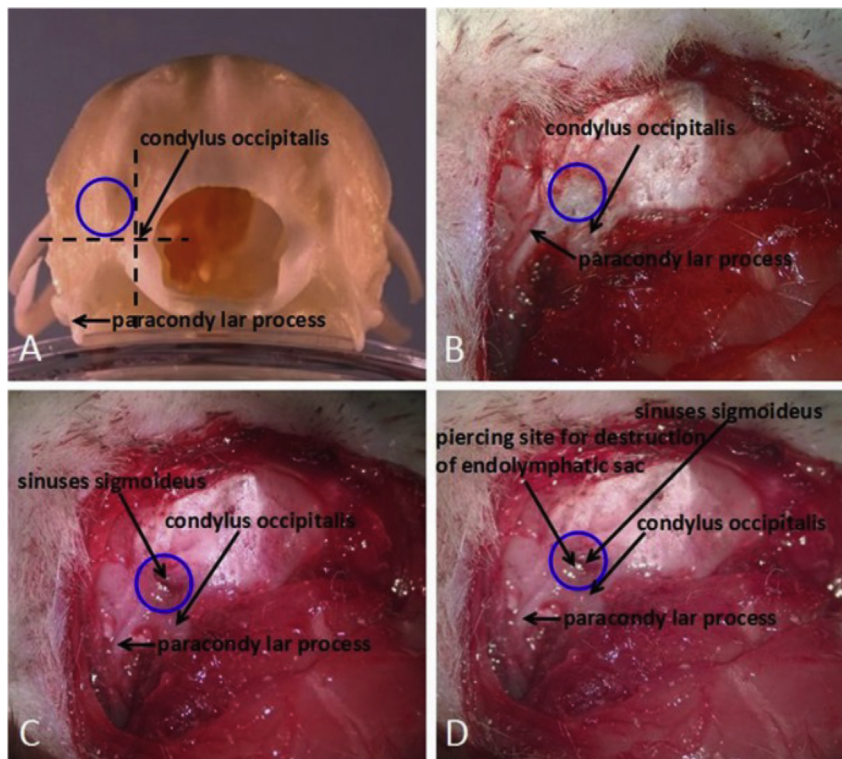 condylus occipitalis
paracondy lar process
A
condylus occipitalis
paracondy lar process
B
sinuses sigmoideus
condylus occipitalis
paracondy lar process
C
sinuses sigmoideus
piercing site for destruction
of endolymphatic sac
condylus occipitalis
paracondy lar process
D